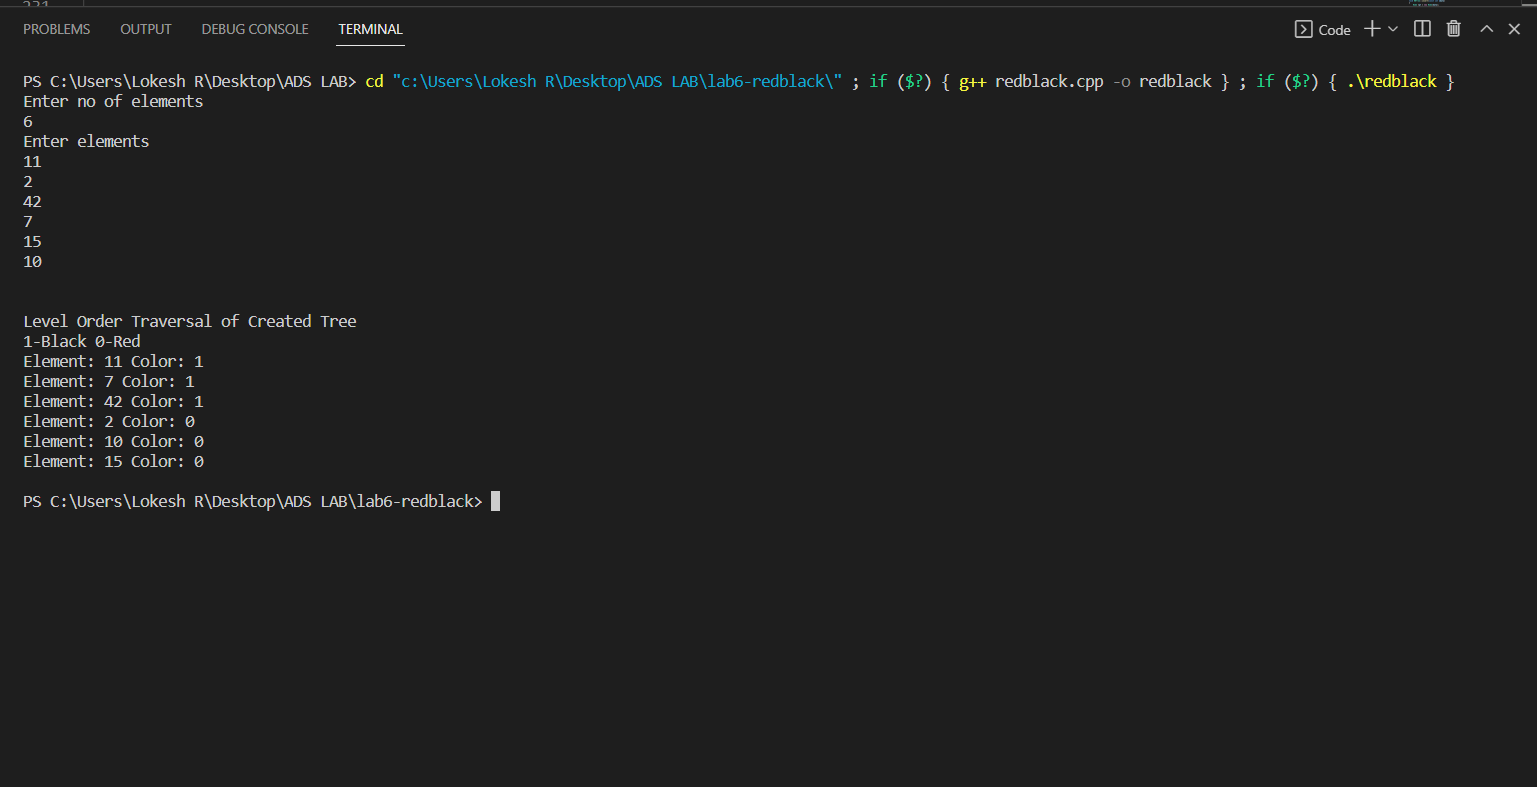 PROBLEMS OUTPUT DEBUG CONSOLE TERMINAL Code
PS C:\Users\Lokesh R\Desktop\ADS LAB> cd "c:\Users\Lokesh R\Desktop\ADS LAB\lab6-redblack\" ; if ($?) { g++ redblack.cpp -o redblack } ; if ($?) { .\redblack }
Enter no of elements
6
Enter elements
11
2
42
7
15
10
Level Order Traversal of Created Tree
1-Black 0-Red
Element: 11 Color: 1
Element: 7 Color: 1
Element: 42 Color: 1
Element: 2 Color: 0
Element: 10 Color: 0
Element: 15 Color: 0
PS C:\Users\Lokesh R\Desktop\ADS LAB\lab6-redblack>